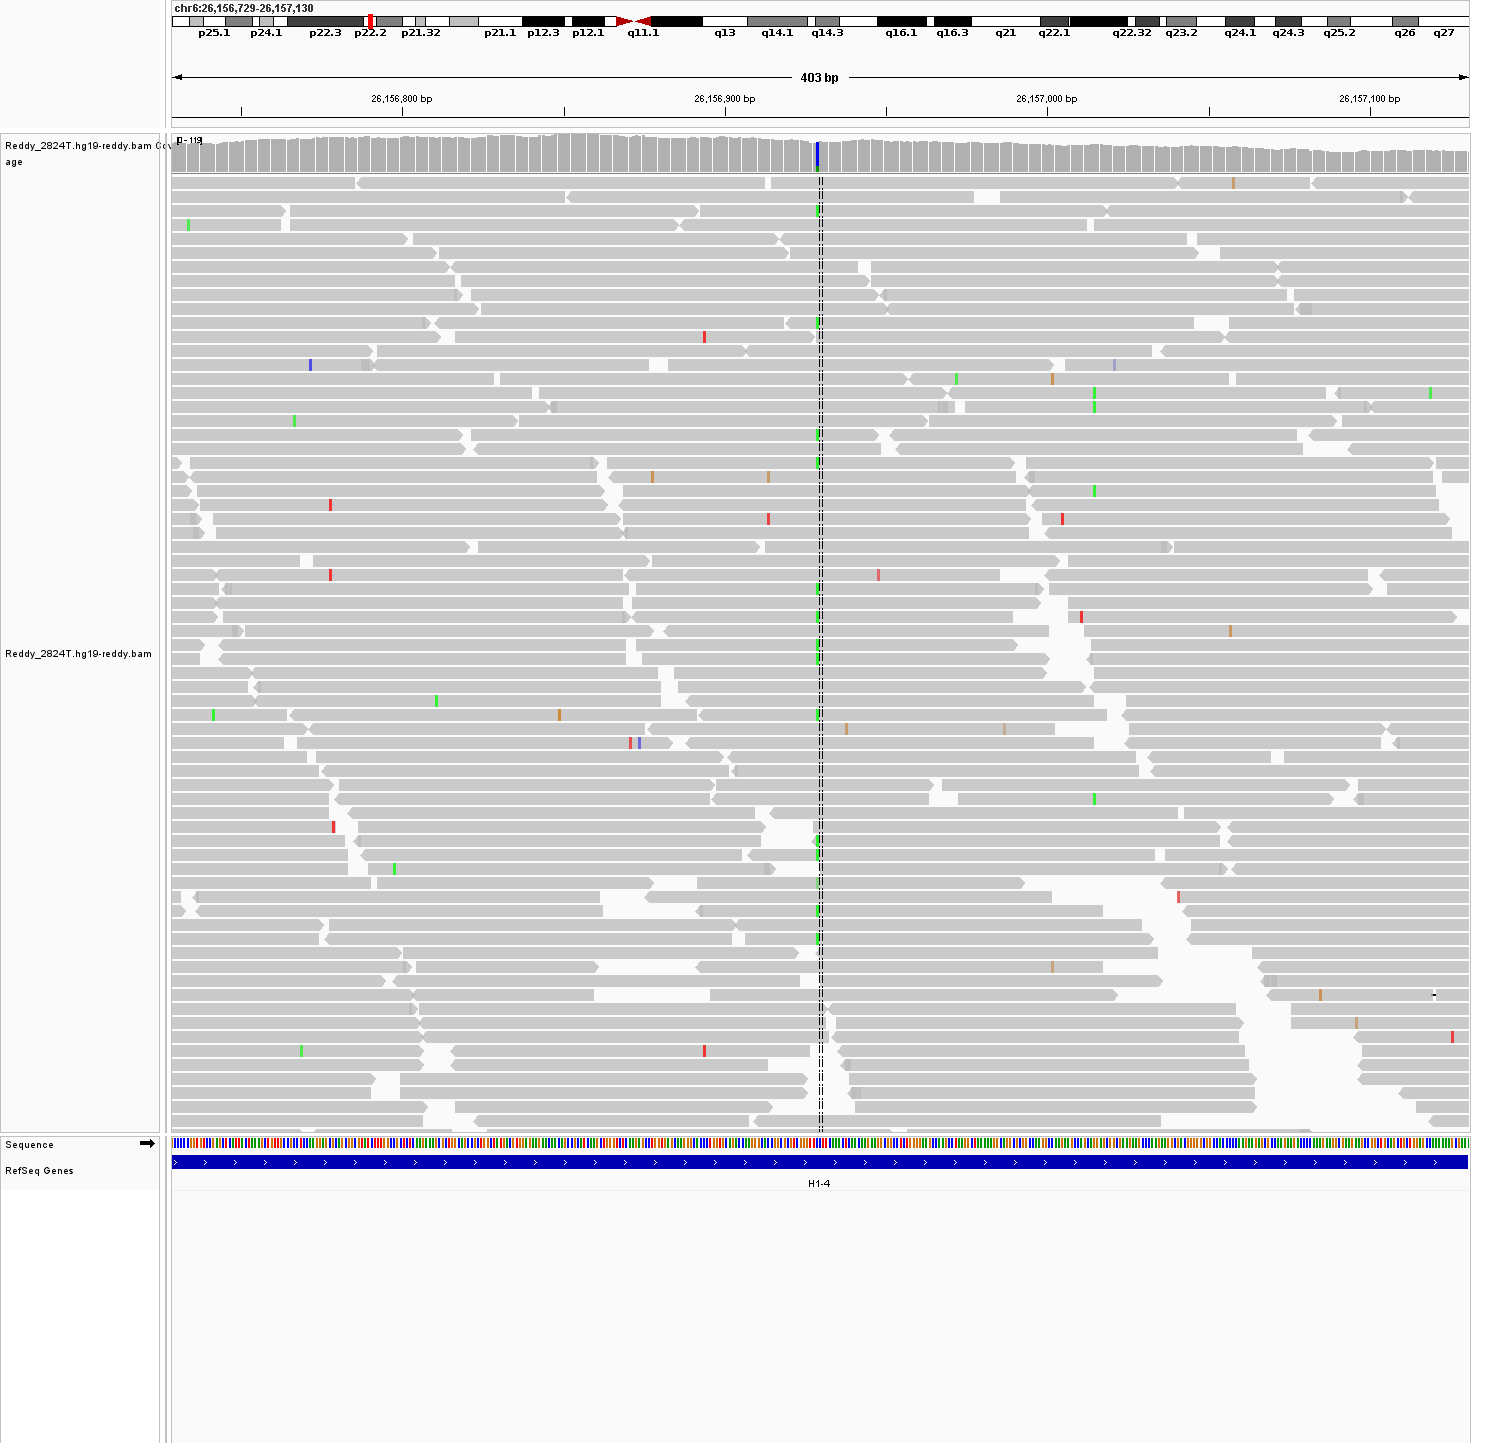 chr6:26,156,729-26,157,130
p25.1 p24.1 p22.3 p22.2 p21.32 p21.1 p12.3 p12.1 q11.1 q13 q14.1 q14.3 q16.1 q16.3 q21 q22.1 q22.32 q23.2 q24.1 q24.3 q25.2 q26 q27
403 bp
26,156,800 bp 26,156,900 bp 26,157,000 bp 26,157,100 bp
[0 - 119]
Reddy_2824T.hg19-reddy.bam Cov
age
Reddy_2824T.hg19-reddy.bam
Sequence
RefSeq Genes
H1-4